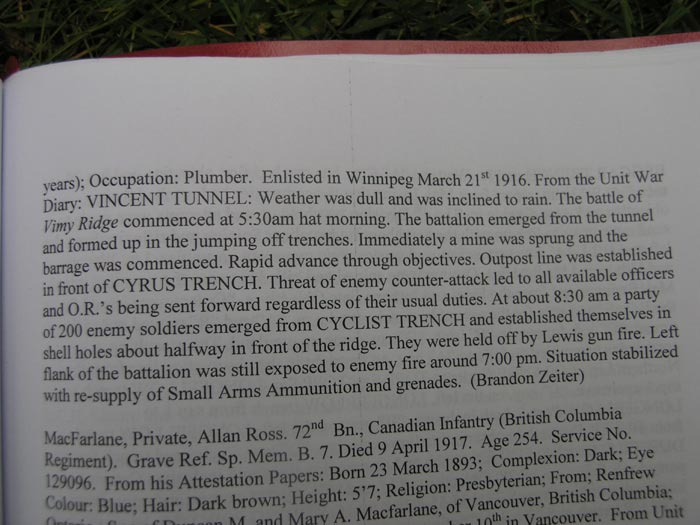 years); Occupation: Plumber. Enlisted in Winnipeg March 21st 1916. From the Unit War
Diary: VINCENT TUNNEL: Weather was dull and was inclined to rain. The battle of
Vimy Ridge commenced at 5:30am hat morning. The battalion emerged from the tunnel
and formed up in the jumping off trenches. Immediately a mine was sprung and the
barrage was commenced. Rapid advance through objectives. Outpost line was established
in front of CYRUS TRENCH. Threat of enemy counter-attack led to all available officers
and O.R.'s being sent forward regardless of their usual duties. At about 8:30 am a party
of 200 enemy soldiers emerged from CYCLIST TRENCH and established themselves in
shell holes about halfway in front of the ridge. They were held off by Lewis gun fire. Left
flank of the battalion was still exposed to enemy fire around 7:00 pm. Situation stabilized
with re-supply of Small Arms Ammunition and grenades. (Brandon Zeiter)
MacFarlane, Private, Allan Ross. 72nd Bn., Canadian Infantry (British Columbia
Regiment). Grave Ref. Sp. Mem. B. 7. Died 9 April 1917. Age 254. Service No.
129096. From his Attestation Papers: Born 23 March 1893; Complexion: Dark; Eye
Colour: Blue; Hair: Dark brown; Height: 5'7; Religion: Presbyterian; From; Renfrew
M. and Mary A. Macfarlane, of Vancouver, British Columbia;
10th in Vancouver. From Unit